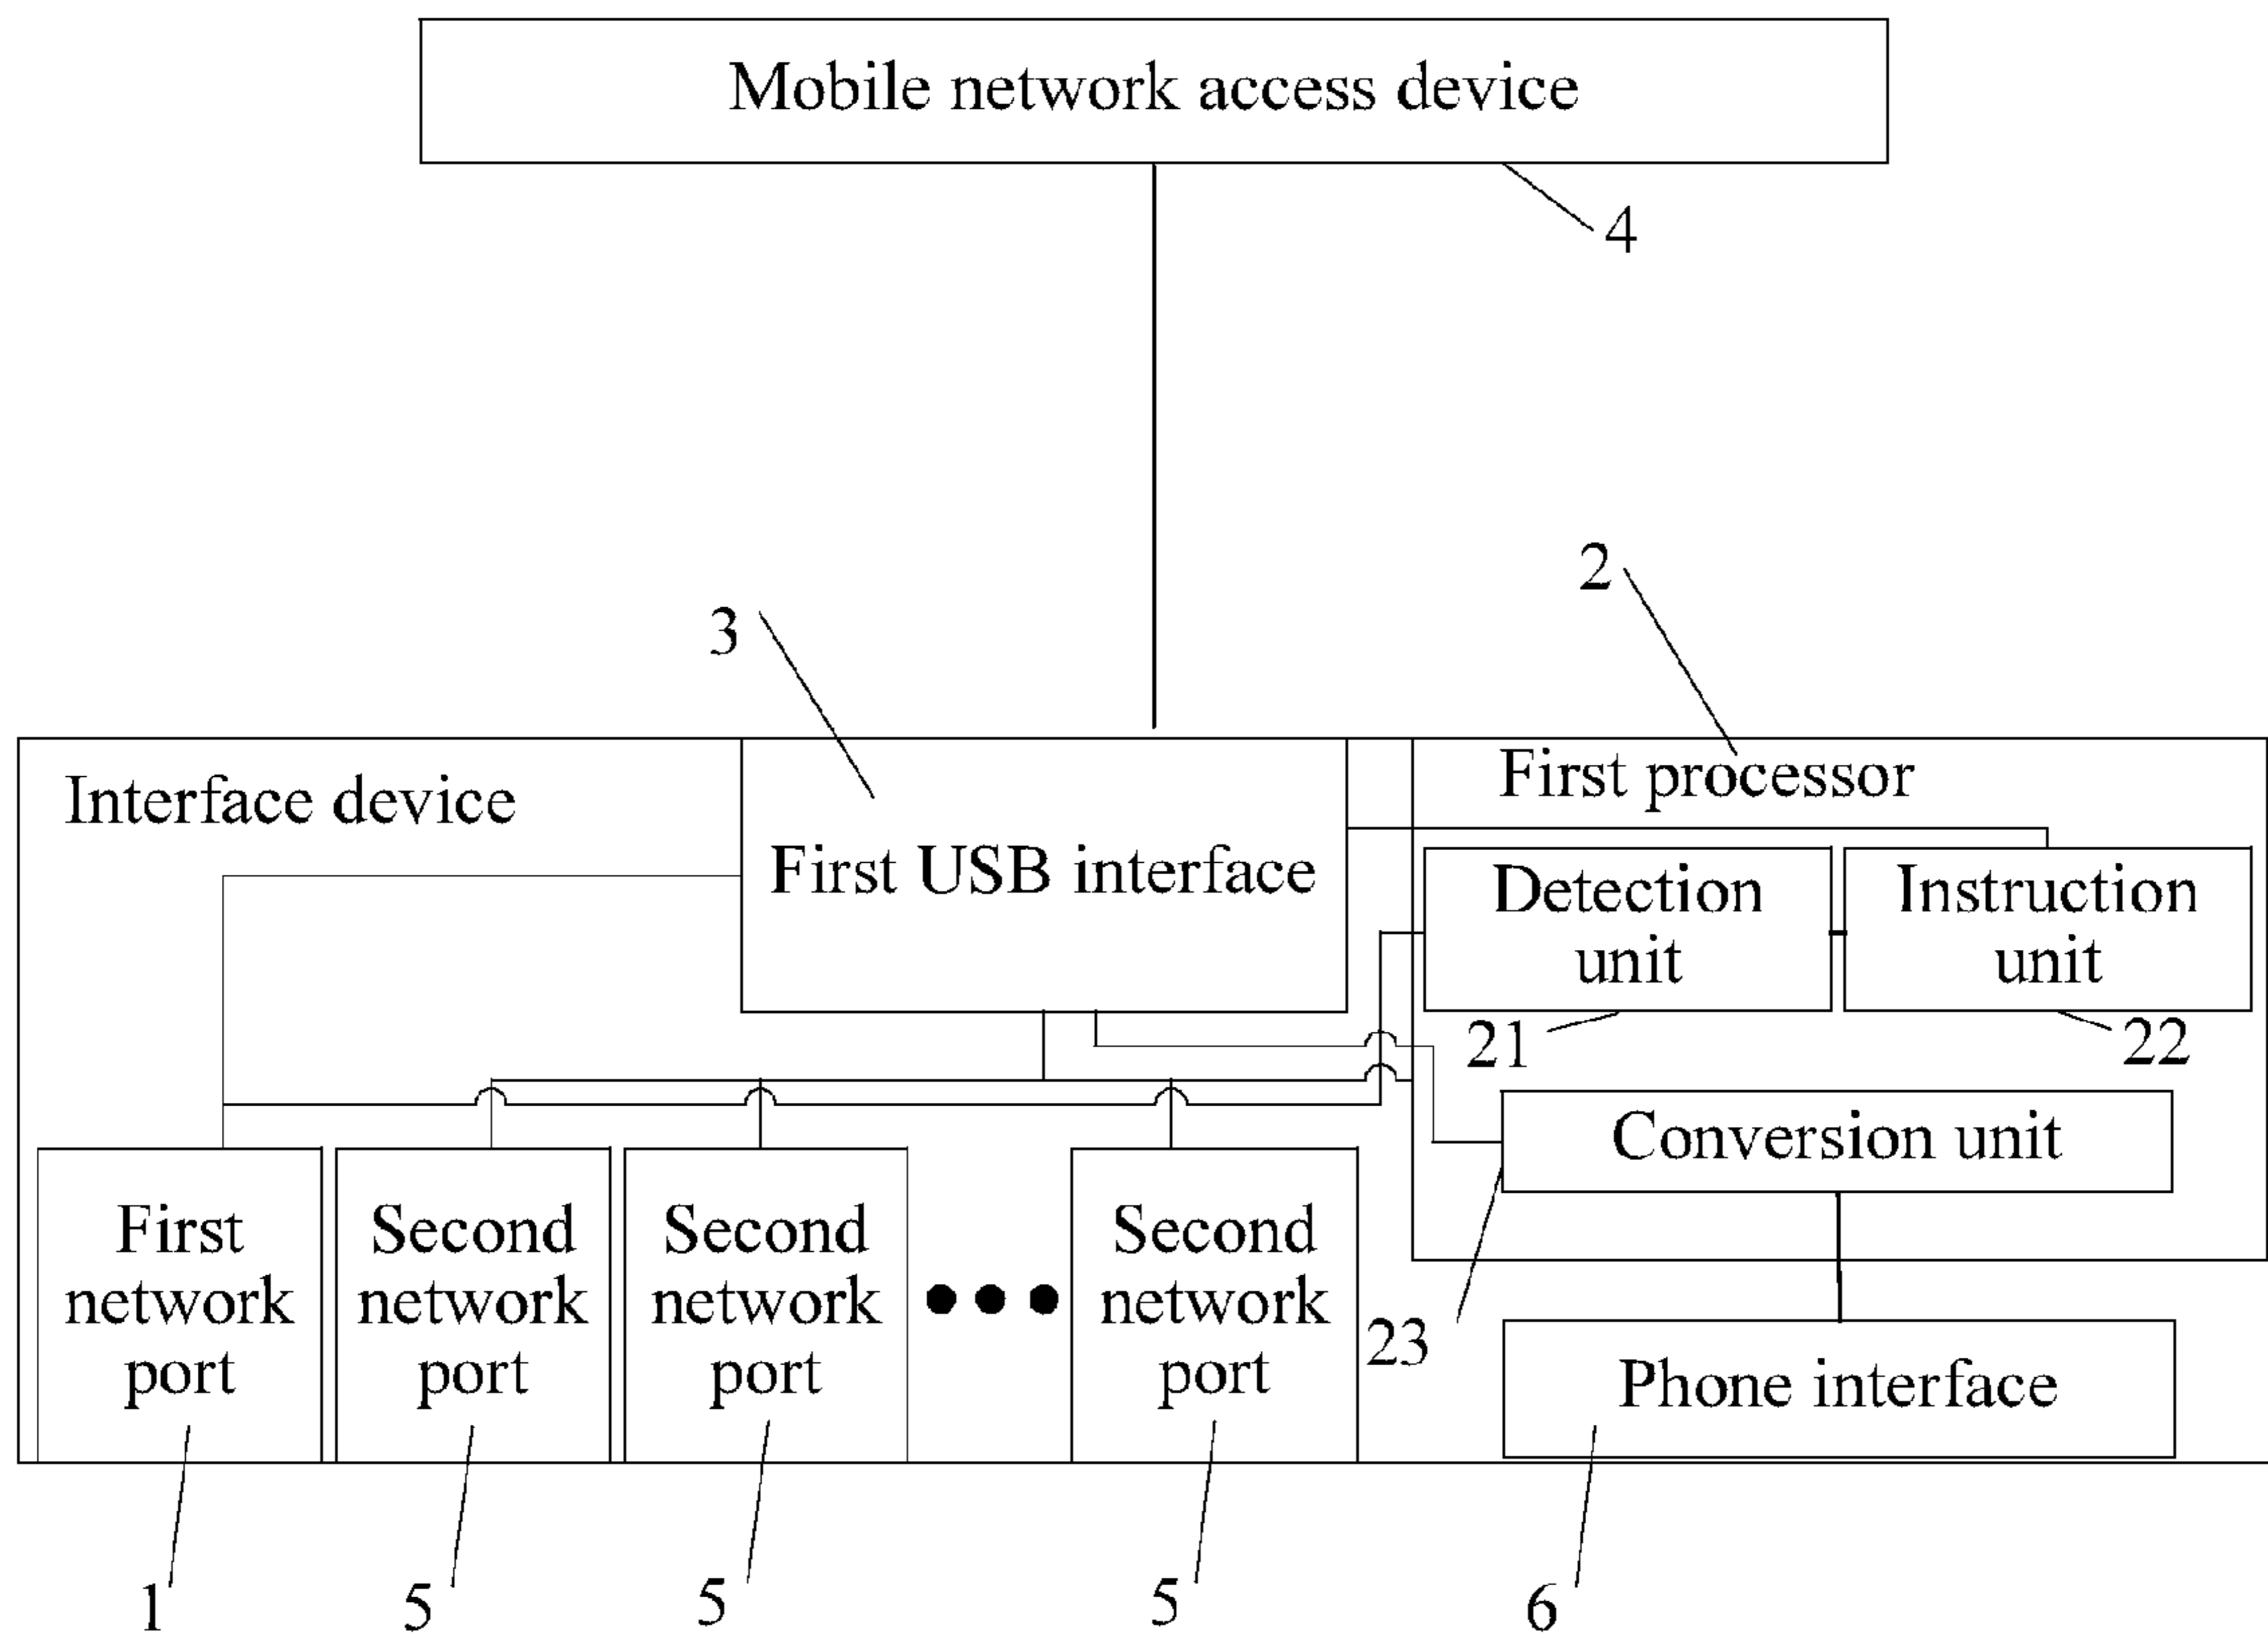 Mobile network access device
4
2
3
Interface device
First processor
First USB interface
Detection
unit
Instruction
unit
21
22
Conversion unit
First
network
port
Second
network
port
Second
network
port
Second
network
port
23
Phone interface
1
5
5
5
6